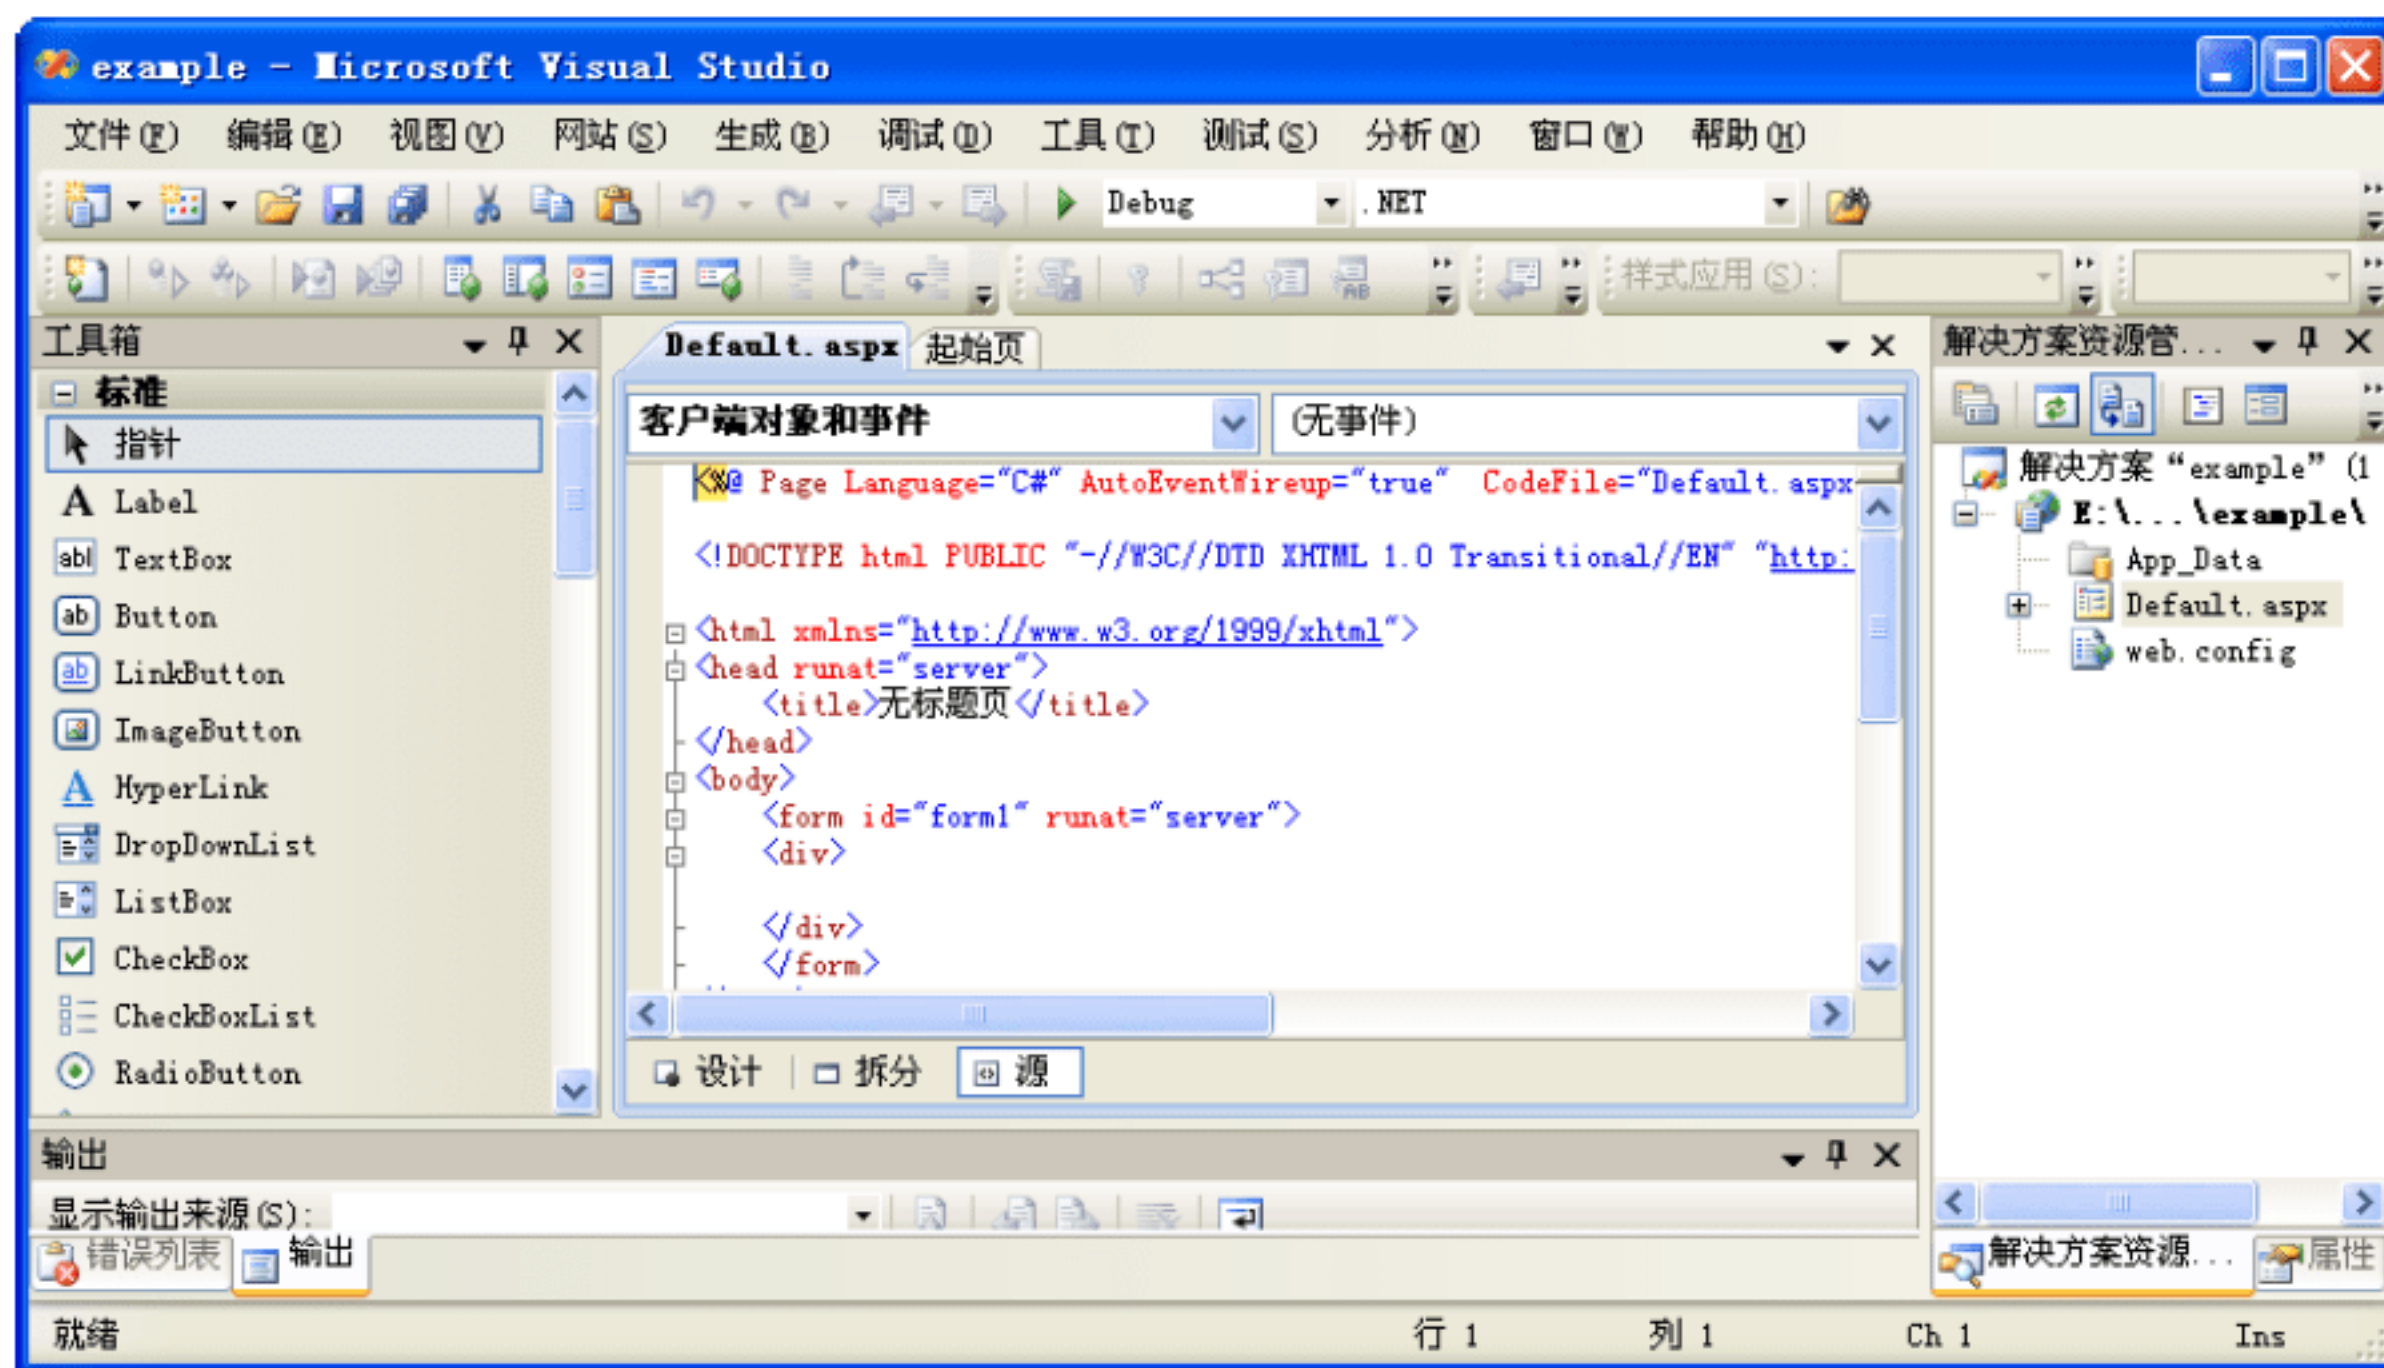 example - Microsoft Visual Studio
文件(F) 编辑(E) 视图(V) 网站(S) 生成(B) 调试(D) 工具(T) 测试(S) 分析(N) 窗口(W) 帮助(H)
Debug .NET
样式应用(S):
工具箱
标准
指针
Label
TextBox
Button
LinkButton
ImageButton
HyperLink
DropDownList
ListBox
CheckBox
CheckBoxList
RadioButton
Default.aspx 起始页
客户端对象和事件 (无事件)
<%@ Page Language="C#" AutoEventWireup="true" CodeFile="Default.aspx
<!DOCTYPE html PUBLIC "-//W3C//DTD XHTML 1.0 Transitional//EN" "http:
<html xmlns="http://www.w3.org/1999/xhtml">
<head runat="server">
<title>无标题页</title>
</head>
<body>
<form id="form1" runat="server">
<div>
</div>
</form>
设计 拆分 源
解决方案资源管...
解决方案“example” (1
E:\...\example\
App_Data
Default.aspx
web.config
输出
显示输出来源(S):
错误列表 输出
解决方案资源... 属性
就绪 行 1 列 1 Ch 1 Ins